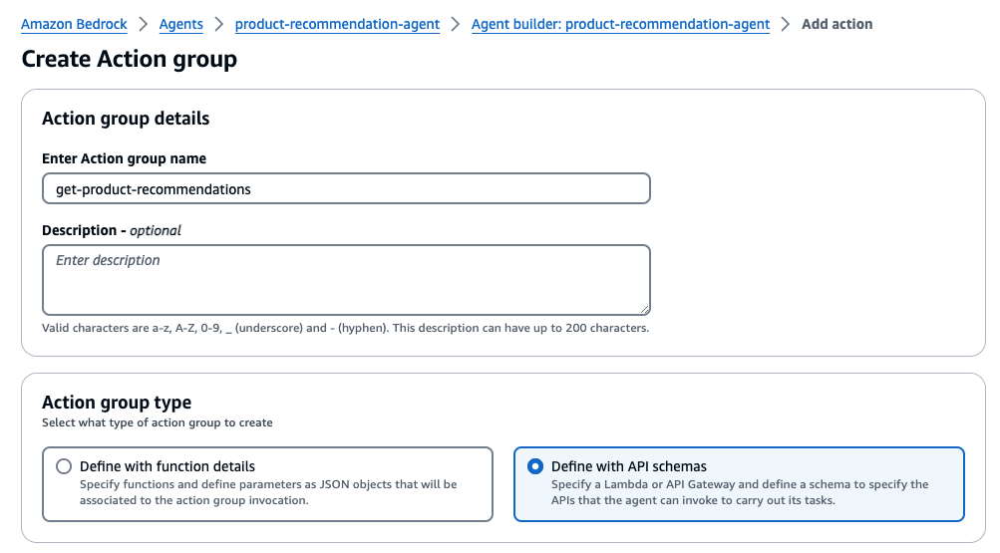 Amazon Bedrock > Agents > product-recommendation-agent > Agent builder: product-recommendation-agent > Add action
Create Action group
Action group details
Enter Action group name
get-product-recommendations
Description - optional
Enter description
Valid characters are a-z, A-Z, 0-9, _ (underscore) and - (hyphen). This description can have up to 200 characters.
Action group type
Select what type of action group to create
Define with function details
Specify functions and define parameters as JSON objects that will be
associated to the action group invocation.
Define with API schemas
Specify a Lambda or API Gateway and define a schema to specify the
APIs that the agent can invoke to carry out its tasks.